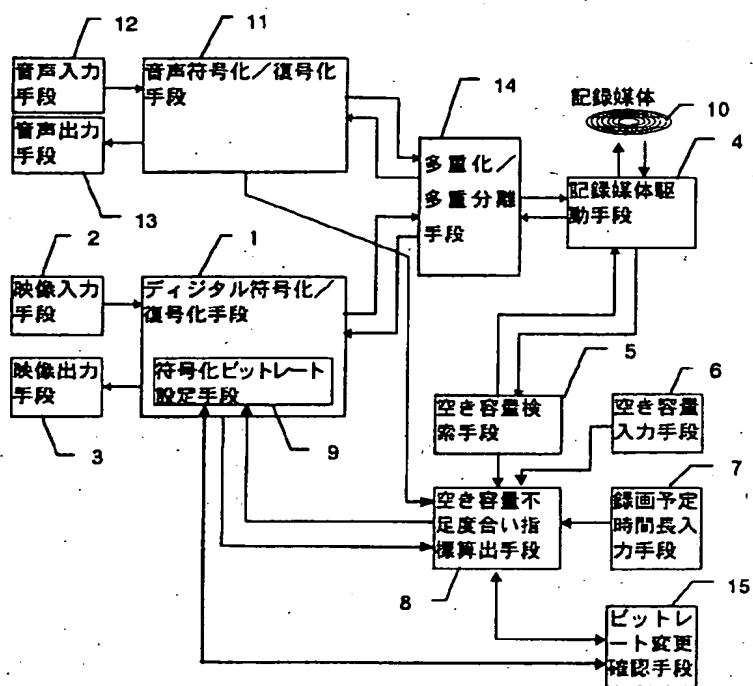 12
11
音声入力
手段
音声符号化／復号化
手段
14
記録媒体
10
4
音声出力
手段
多重化／
多重分離
手段
記録媒体駆
動手段
13
2
1
映像入力
手段
ディジタル符号化／
復号化手段
映像出力
手段
符号化ビットレート
設定手段
3
9
5
6
空き容量検
索手段
空き容量
入力手段
7
空き容量不
足度合い指
標算出手段
録画予定
時間長入
力手段
8
15
ビットレ
ート変更
確認手段